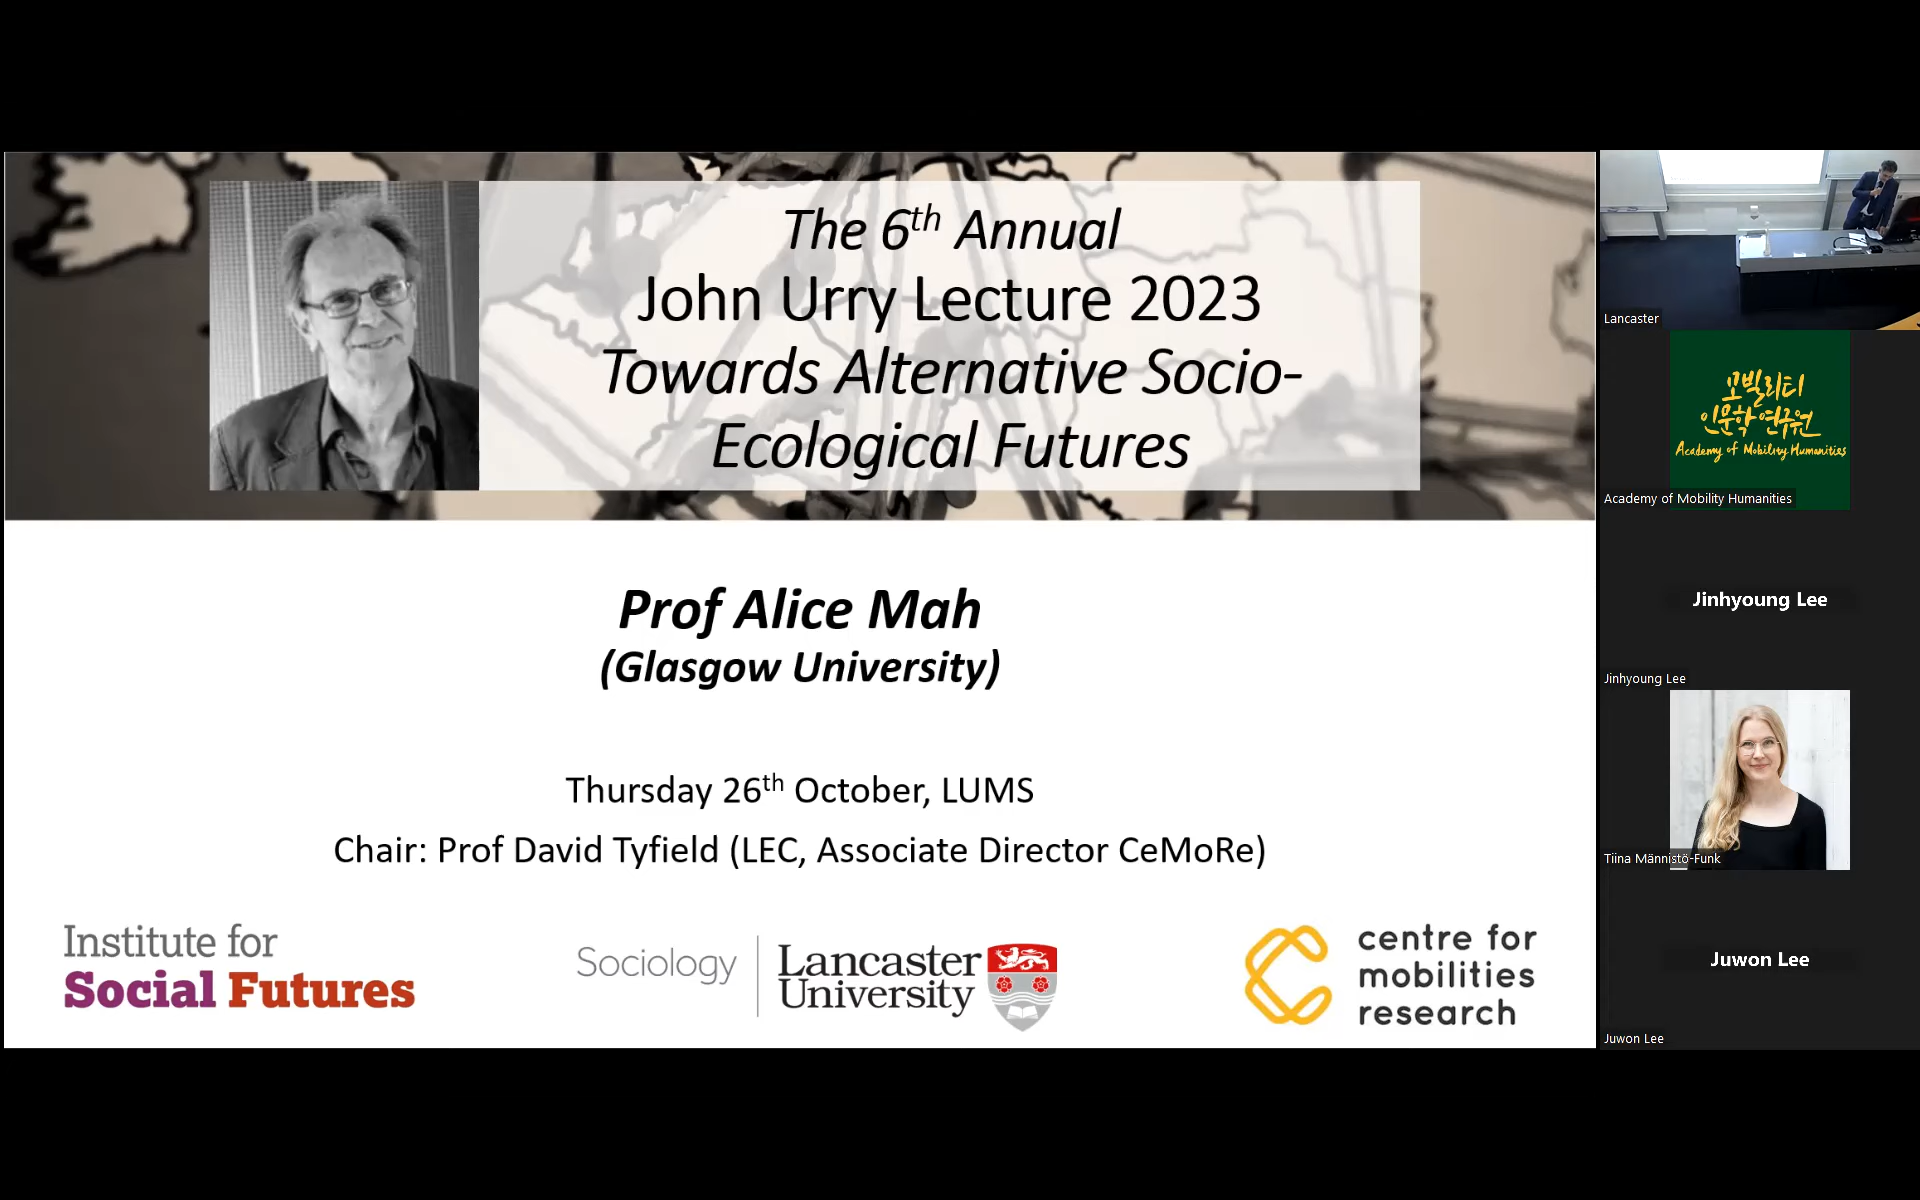 The 6th Annual
John Urry Lecture 2023
Towards Alternative Socio-
Ecological Futures
Prof Alice Mah
(Glasgow University)
Thursday 26th October, LUMS
Chair: Prof David Tyfield (LEC, Associate Director CeMoRe)
Institute for
Social Futures
Sociology
Lancaster
University
centre for
mobilities
research
Lancaster
모빌리티
인문학 연구원
Academy of Mobility Humanities
Academy of Mobility Humanities
Jinhyoung Lee
Jinhyoung Lee
Tiina Männistö-Funk
Juwon Lee
Juwon Lee